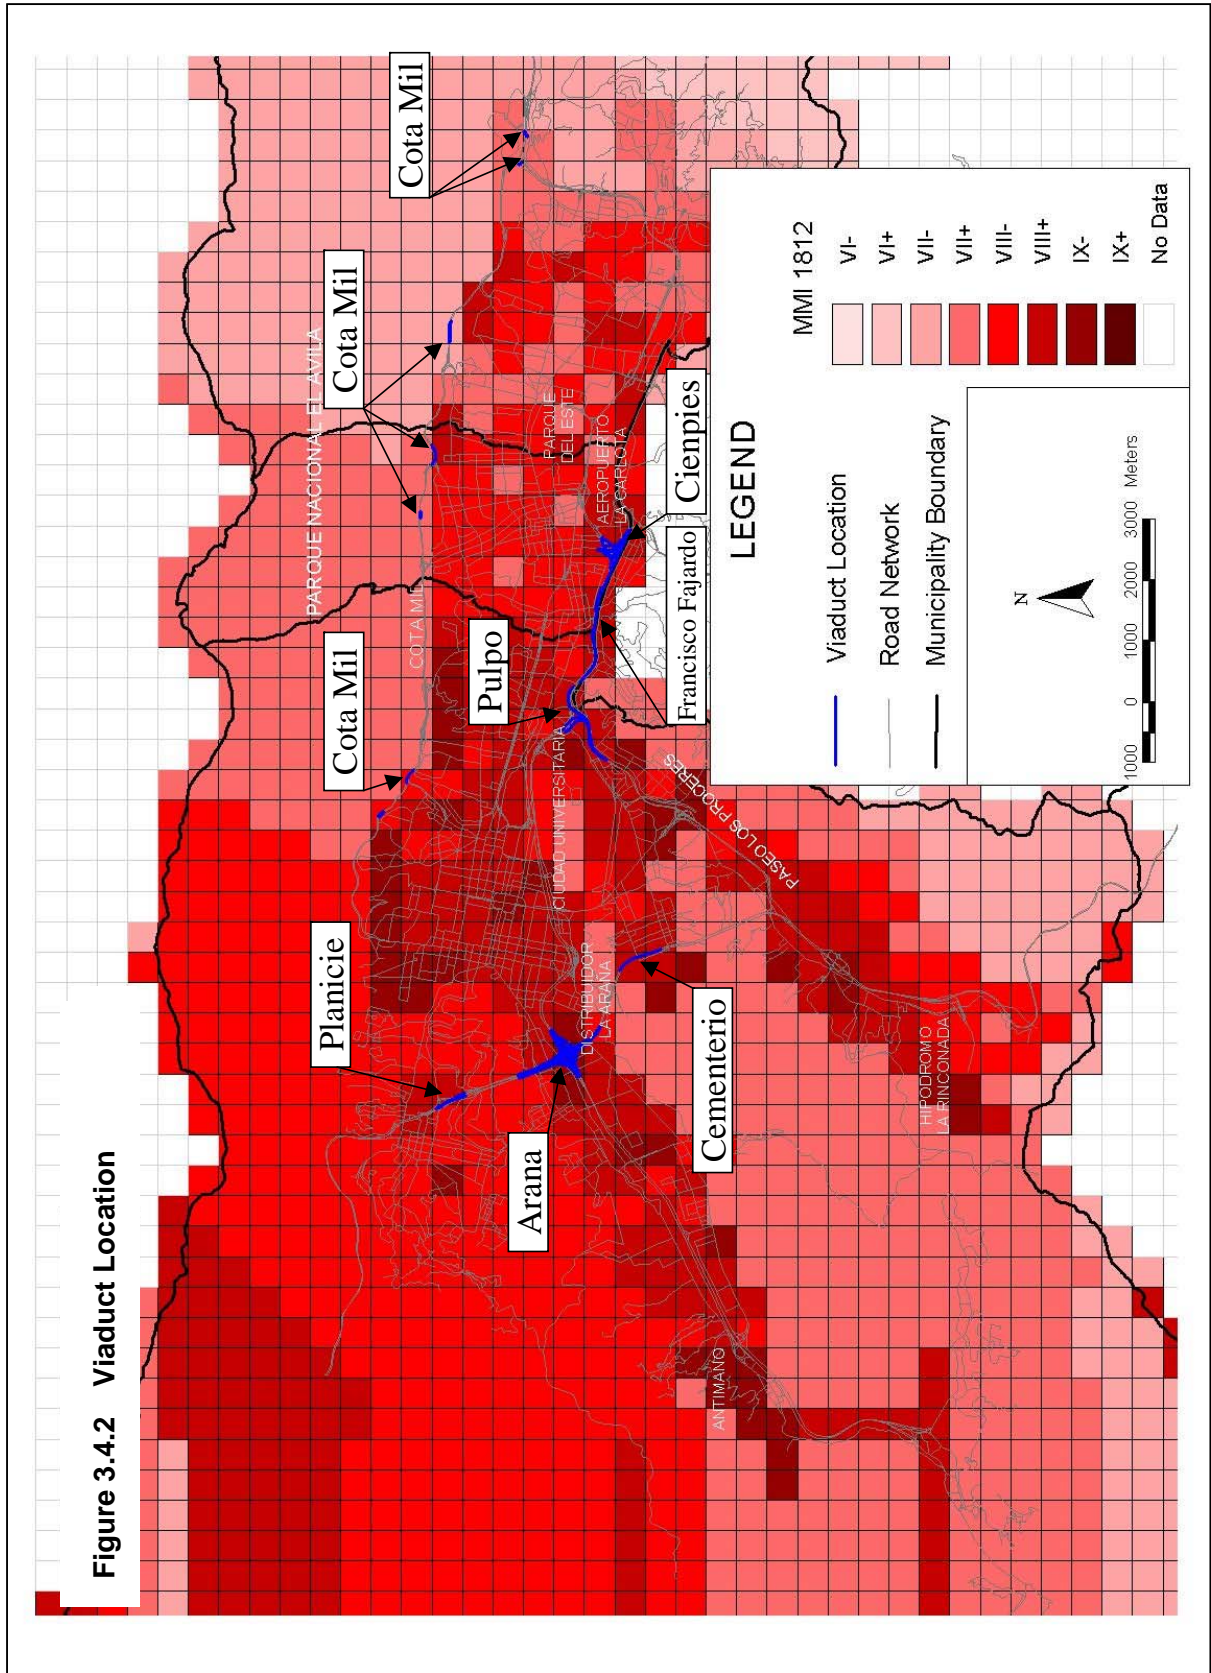 Figure 3.4.2 Viaduct Location
PARQUE NACIONAL EL AVILA
Cota Mil
Cota Mil
Cota Mil
COTA MIL
Planicie
Pulpo
PARQUE
DEL ESTE
AEROPUERTO
LA CARLOTA
Cienpies
Francisco Fajardo
CIUDAD UNIVERSITARIA
DISTRIBUIDOR
LA ARAÑA
Arana
Cementerio
PASEO LOS PROCERES
ANTIMANO
HIPODROMO
LA RINCONADA
LEGEND
Viaduct Location
Road Network
Municipality Boundary
MMI 1812
VI-
VI+
VII-
VII+
VIII-
VIII+
IX-
IX+
No Data
N
1000 0 1000 2000 3000 Meters